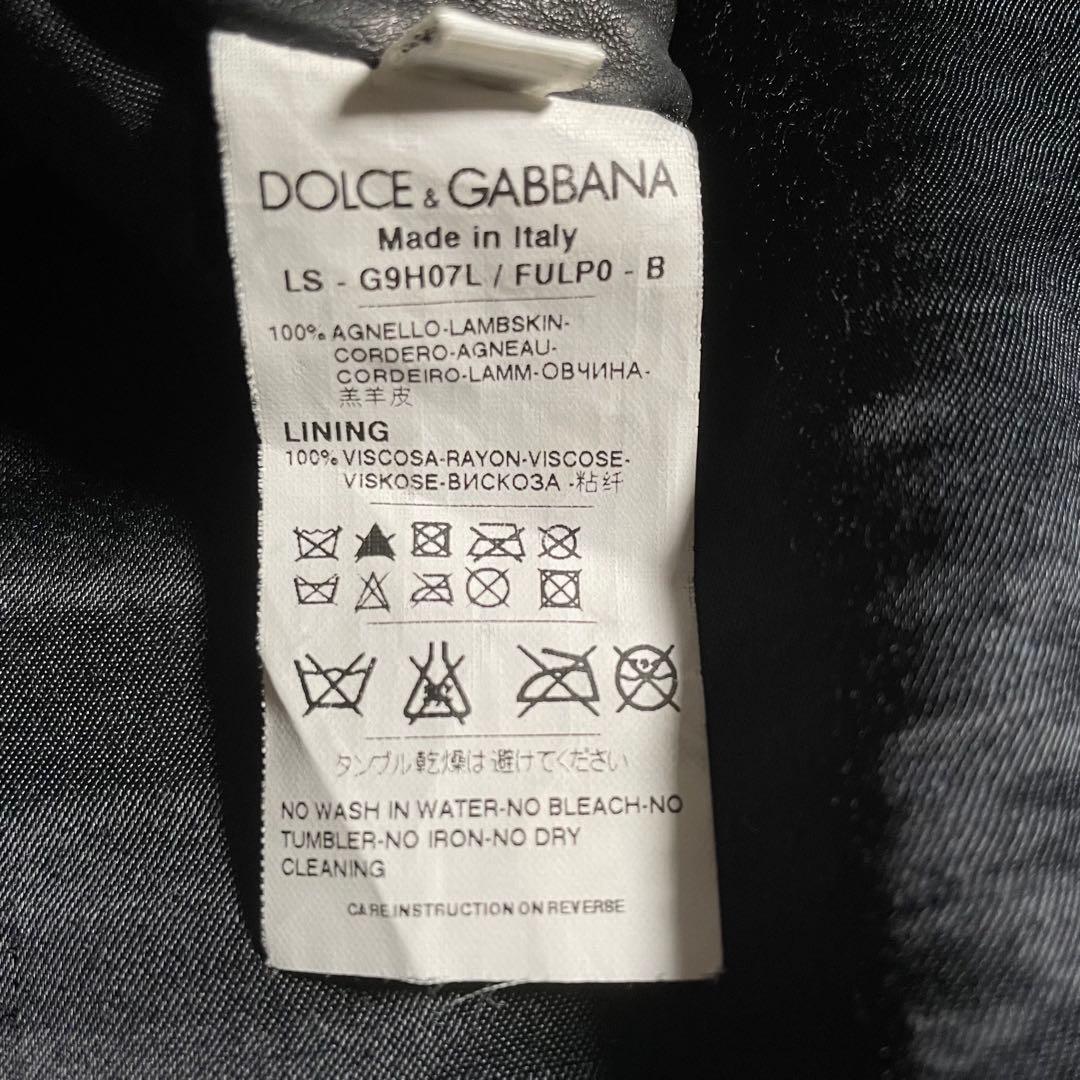 DOLCE & GABBANA
Made in Italy
LS - G9H07L / FULP0 - B
100% AGNELLO-LAMBSKIN-
CORDERO-AGNEAU-
CORDEIRO-LAMM-ОВЧИНА-
羔羊皮
LINING
100% VISCOSA-RAYON-VISCOSE-
VISKOSE-ВИСКОЗА -粘纤
タンブル乾燥は避けてください
NO WASH IN WATER-NO BLEACH-NO
TUMBLER-NO IRON-NO DRY
CLEANING
CARE INSTRUCTION ON REVERSE